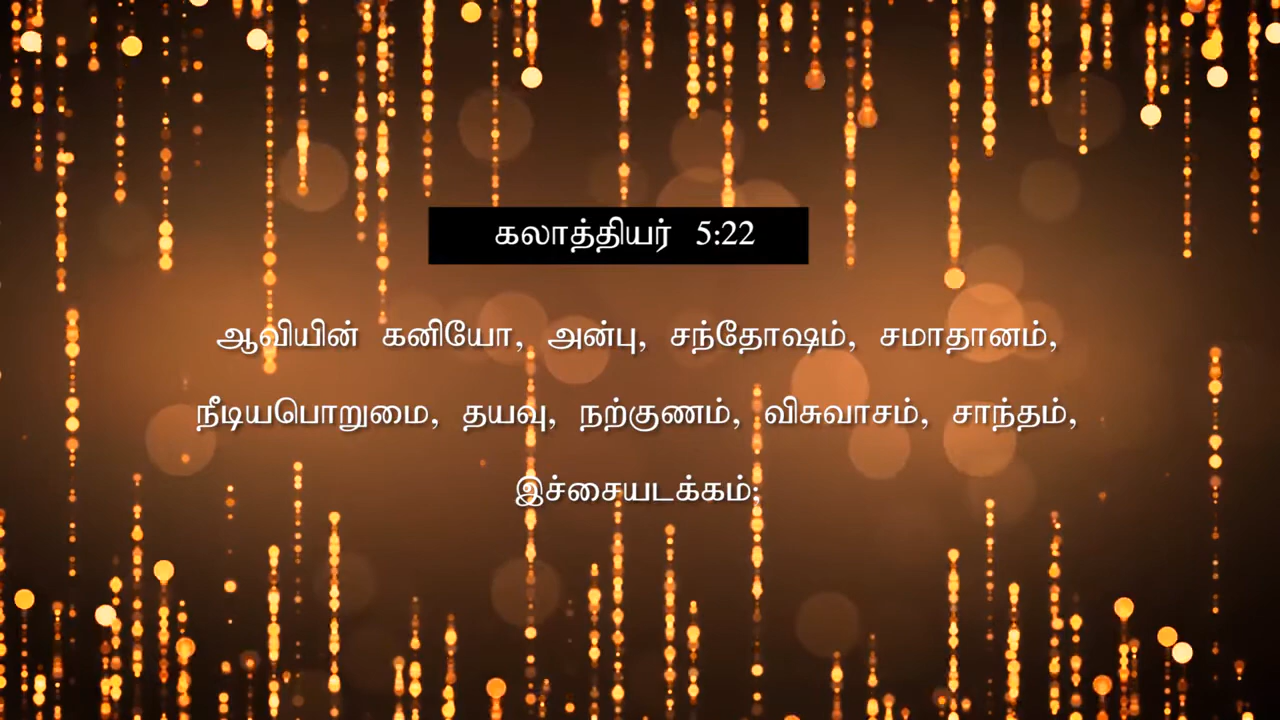 கலாத்தியர் 5:22
ஆவியின் கனியோ, அன்பு, சந்தோஷம், சமாதானம்,
நீடியபொறுமை, தயவு, நற்குணம், விசுவாசம், சாந்தம்,
இச்சையடக்கம்;